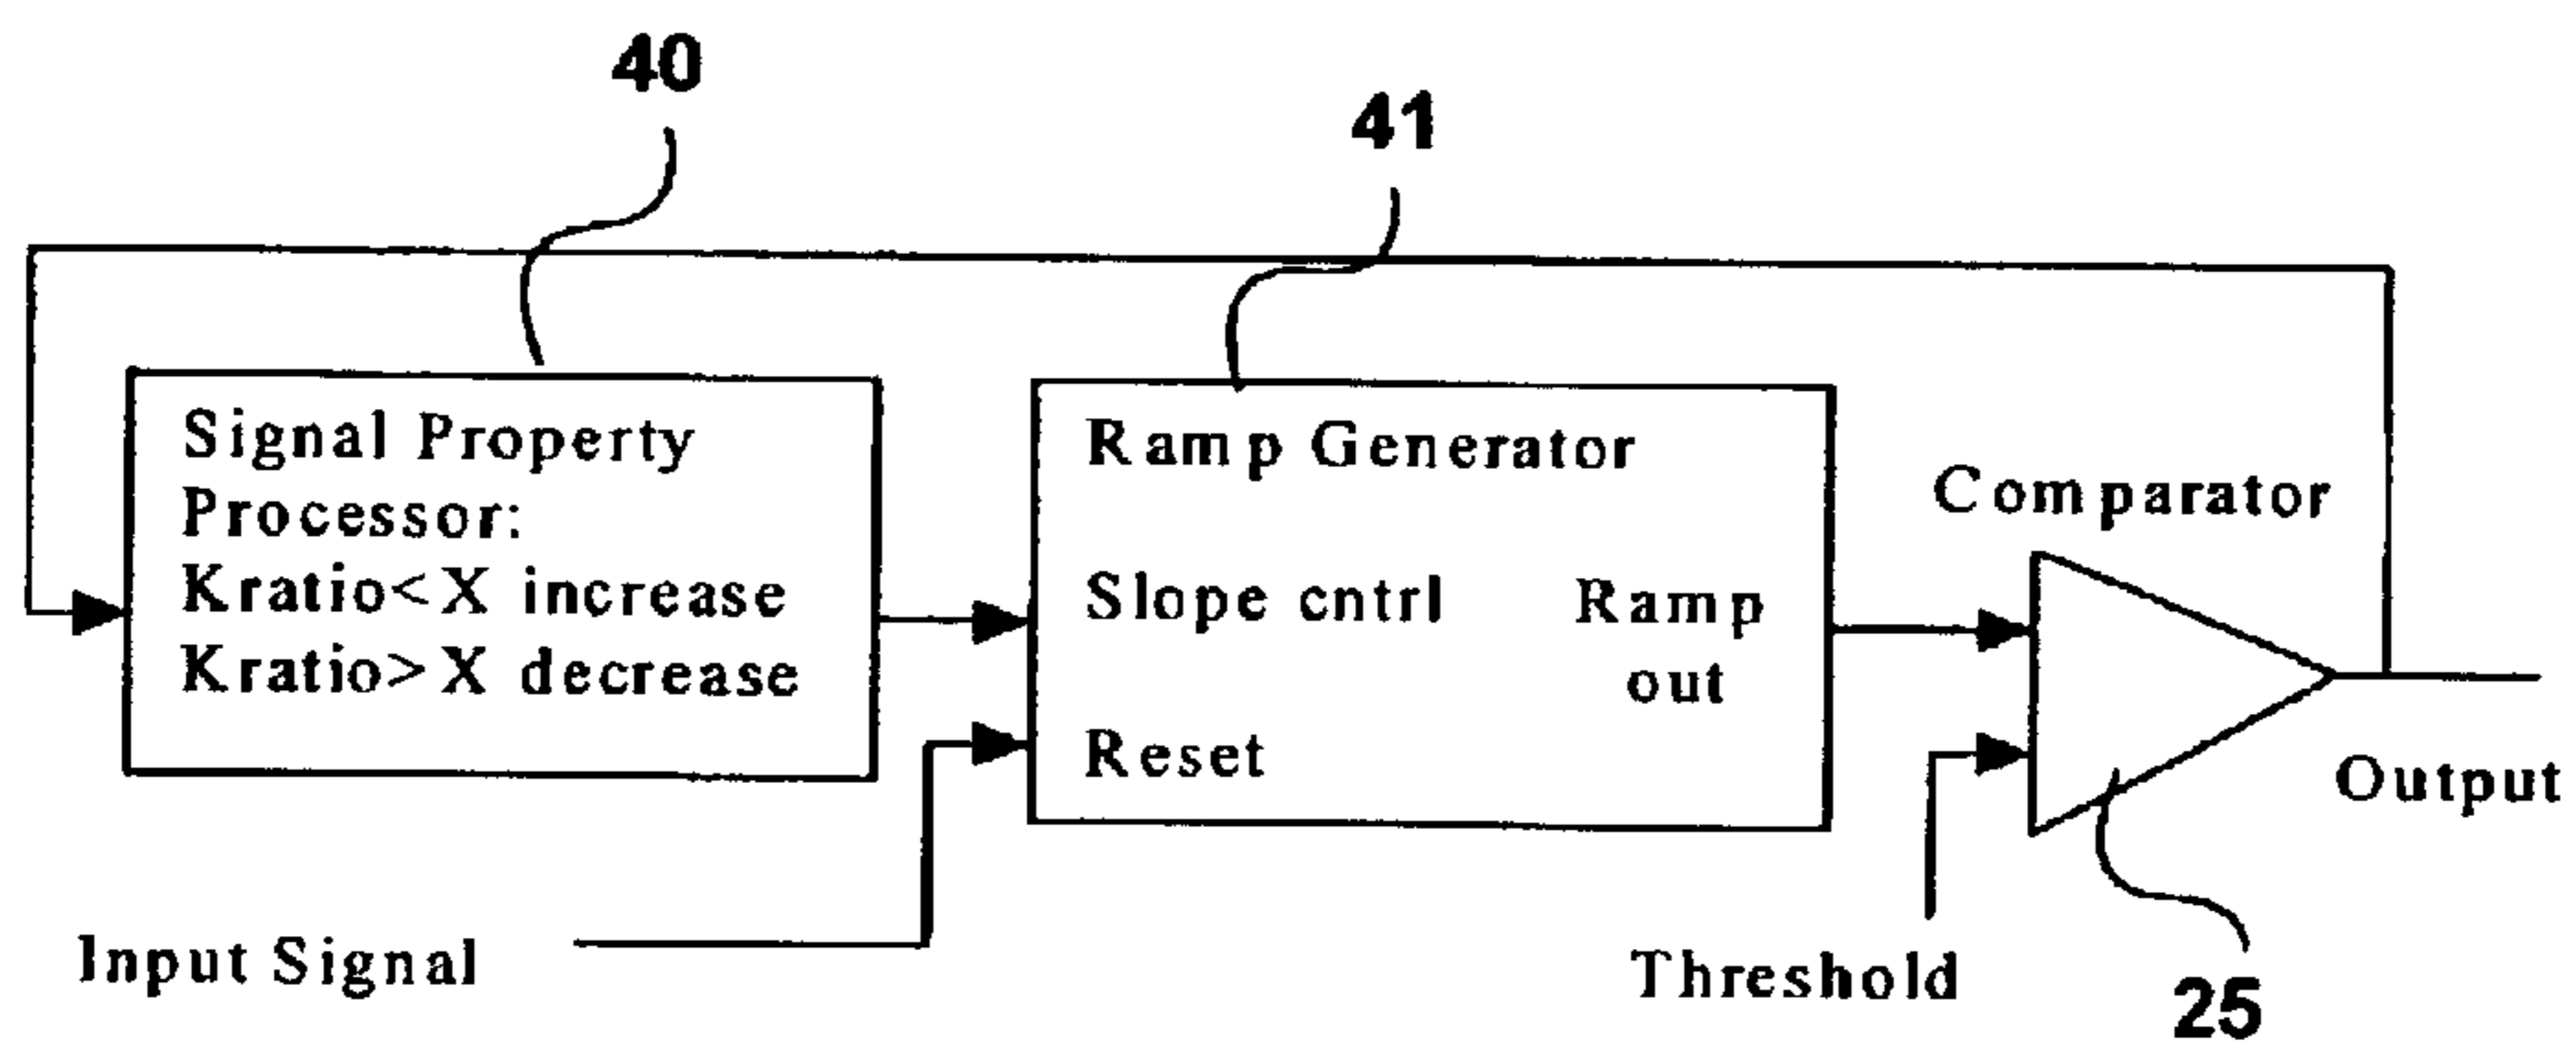 40
41
Signal Property
Processor:
Kratio<X increase
Kratio>X decrease
Ramp Generator
Slope cntrl
Ramp
out
Reset
Comparator
Output
Input Signal
Threshold
25